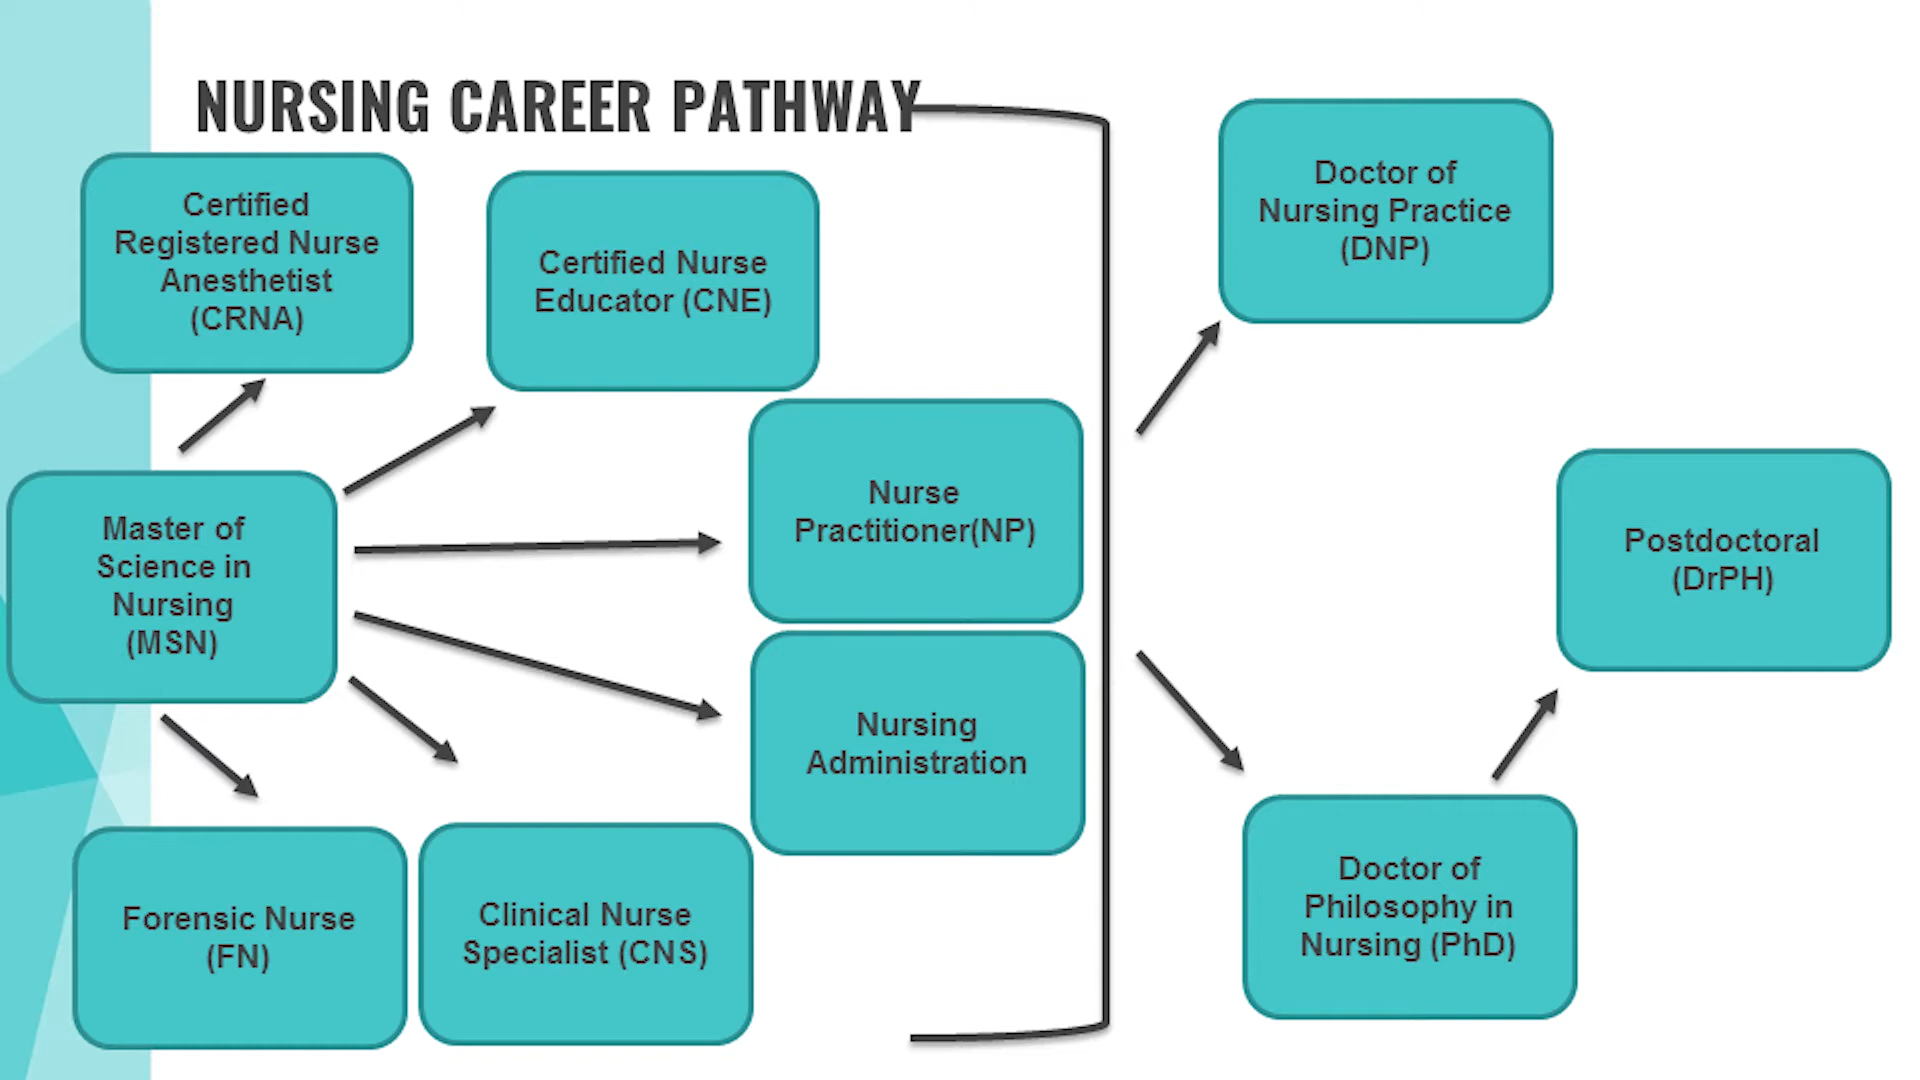 NURSING CAREER PATHWAY
Certified
Registered Nurse
Anesthetist
(CRNA)
Certified Nurse
Educator (CNE)
Doctor of
Nursing Practice
(DNP)
Nurse
Practitioner(NP)
Master of
Science in
Nursing
(MSN)
Postdoctoral
(DrPH)
Nursing
Administration
Forensic Nurse
(FN)
Clinical Nurse
Specialist (CNS)
Doctor of
Philosophy in
Nursing (PhD)